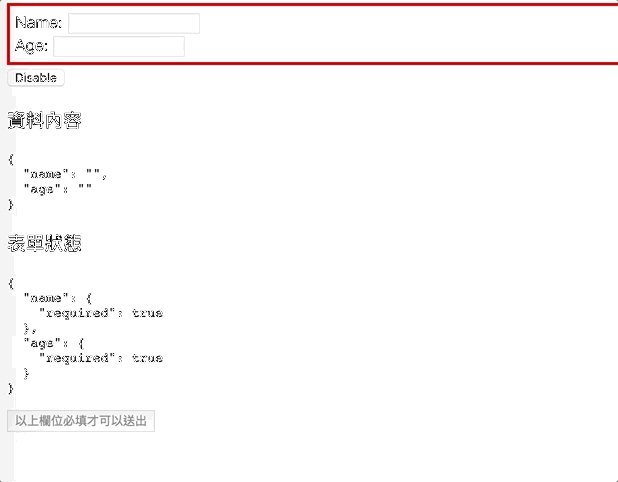 Name:
Age:
Disable
資料內容
{
  "name": "",
  "age": ""
}
表單狀態
{
  "name": {
    "required": true
  },
  "age": {
    "required": true
  }
}
以上欄位必填才可以送出